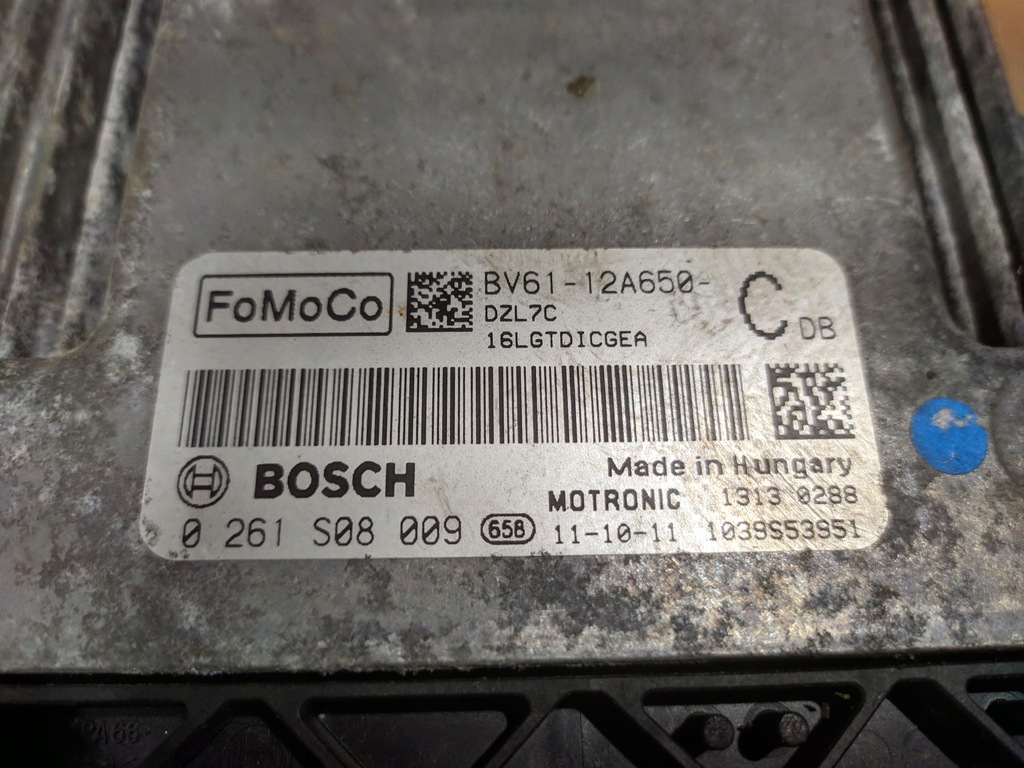 FoMoCo
BV61-12A650-
C DB
DZL7C
16LGTDICGEA
BOSCH
Made in Hungary
MOTRONIC 1313 0288
0 261 S08 009 658 11-10-11 1039S53951
PA66-